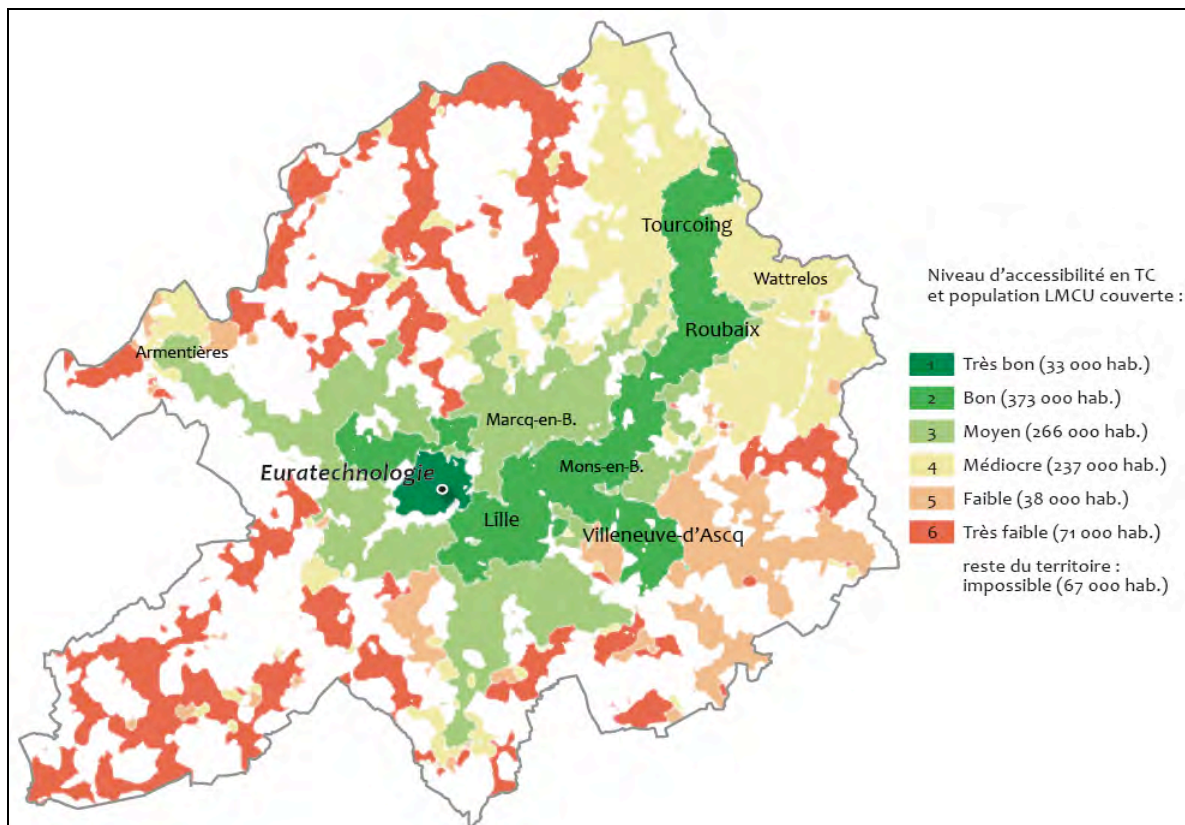 Tourcoing
Wattrelos
Roubaix
Armentières
Marcq-en-B.
Euratechnologie
Mons-en-B.
Lille
Villeneuve-d'Ascq
Niveau d'accessibilité en TC
et population LMCU couverte :
1 Très bon (33 000 hab.)
2 Bon (373 000 hab.)
3 Moyen (266 000 hab.)
4 Médiocre (237 000 hab.)
5 Faible (38 000 hab.)
6 Très faible (71 000 hab.)
reste du territoire :
impossible (67 000 hab.)